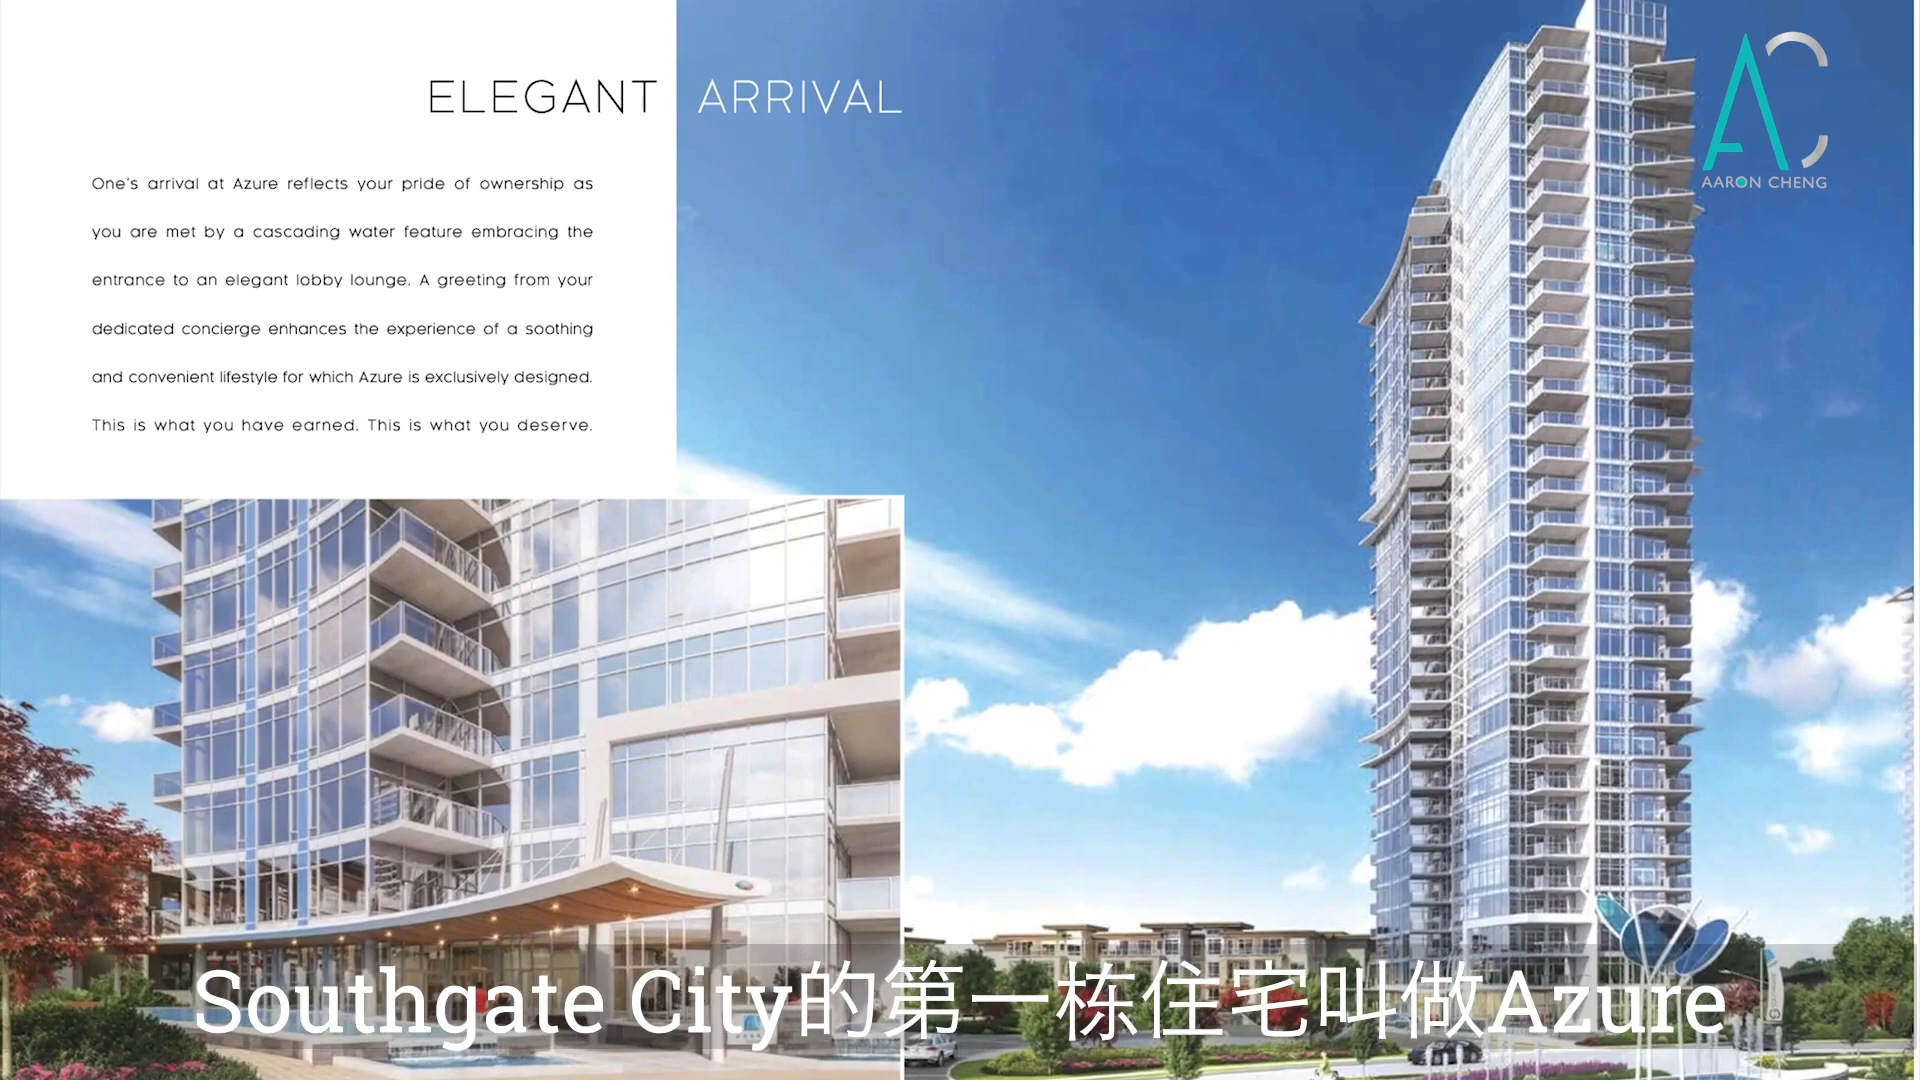 ELEGANT ARRIVAL
One's arrival at Azure reflects your pride of ownership as
you are met by a cascading water feature embracing the
entrance to an elegant lobby lounge. A greeting from your
dedicated concierge enhances the experience of a soothing
and convenient lifestyle for which Azure is exclusively designed.
This is what you have earned. This is what you deserve.
AC
AARON CHENG
Southgate City的第一栋住宅叫做Azure